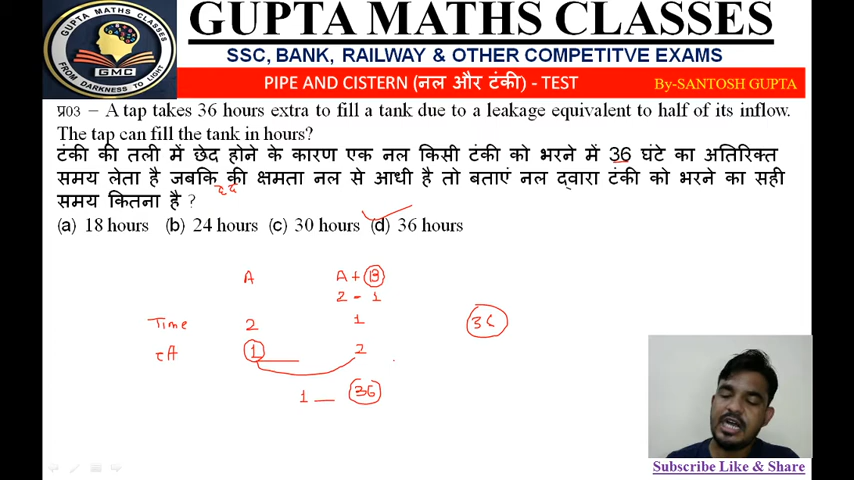 GUPTA MATHS CLASSES
GUPTA MATHS CLASSES
GMC
FROM DARKNESS TO LIGHT
SSC, BANK, RAILWAY & OTHER COMPETITVE EXAMS
PIPE AND CISTERN (नल और टंकी) - TEST
By-SANTOSH GUPTA
प्र03 – A tap takes 36 hours extra to fill a tank due to a leakage equivalent to half of its inflow.
The tap can fill the tank in hours?
टंकी की तली में छेद होने के कारण एक नल किसी टंकी को भरने में 36 घंटे का अतिरिक्त
समय लेता है जबकि की क्षमता नल से आधी है तो बताएं नल द्वारा टंकी को भरने का सही
छेद
समय कितना है ?
(a) 18 hours (b) 24 hours (c) 30 hours (d) 36 hours
A A + B
2 - 1
Time 2 1
36
1 2
1 — 36
Subscribe Like & Share